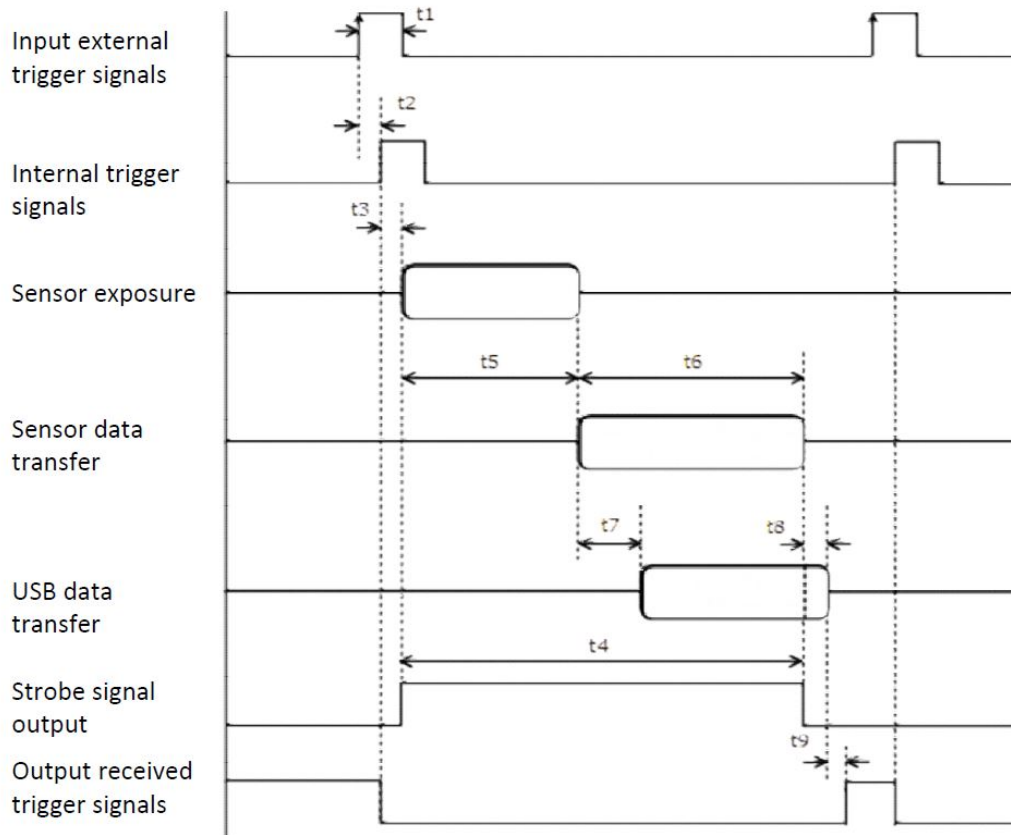 Input external
trigger signals
t1
t2
Internal trigger
signals
t3
Sensor exposure
t5
t6
Sensor data
transfer
t7
t8
USB data
transfer
t4
Strobe signal
output
t9
Output received
trigger signals